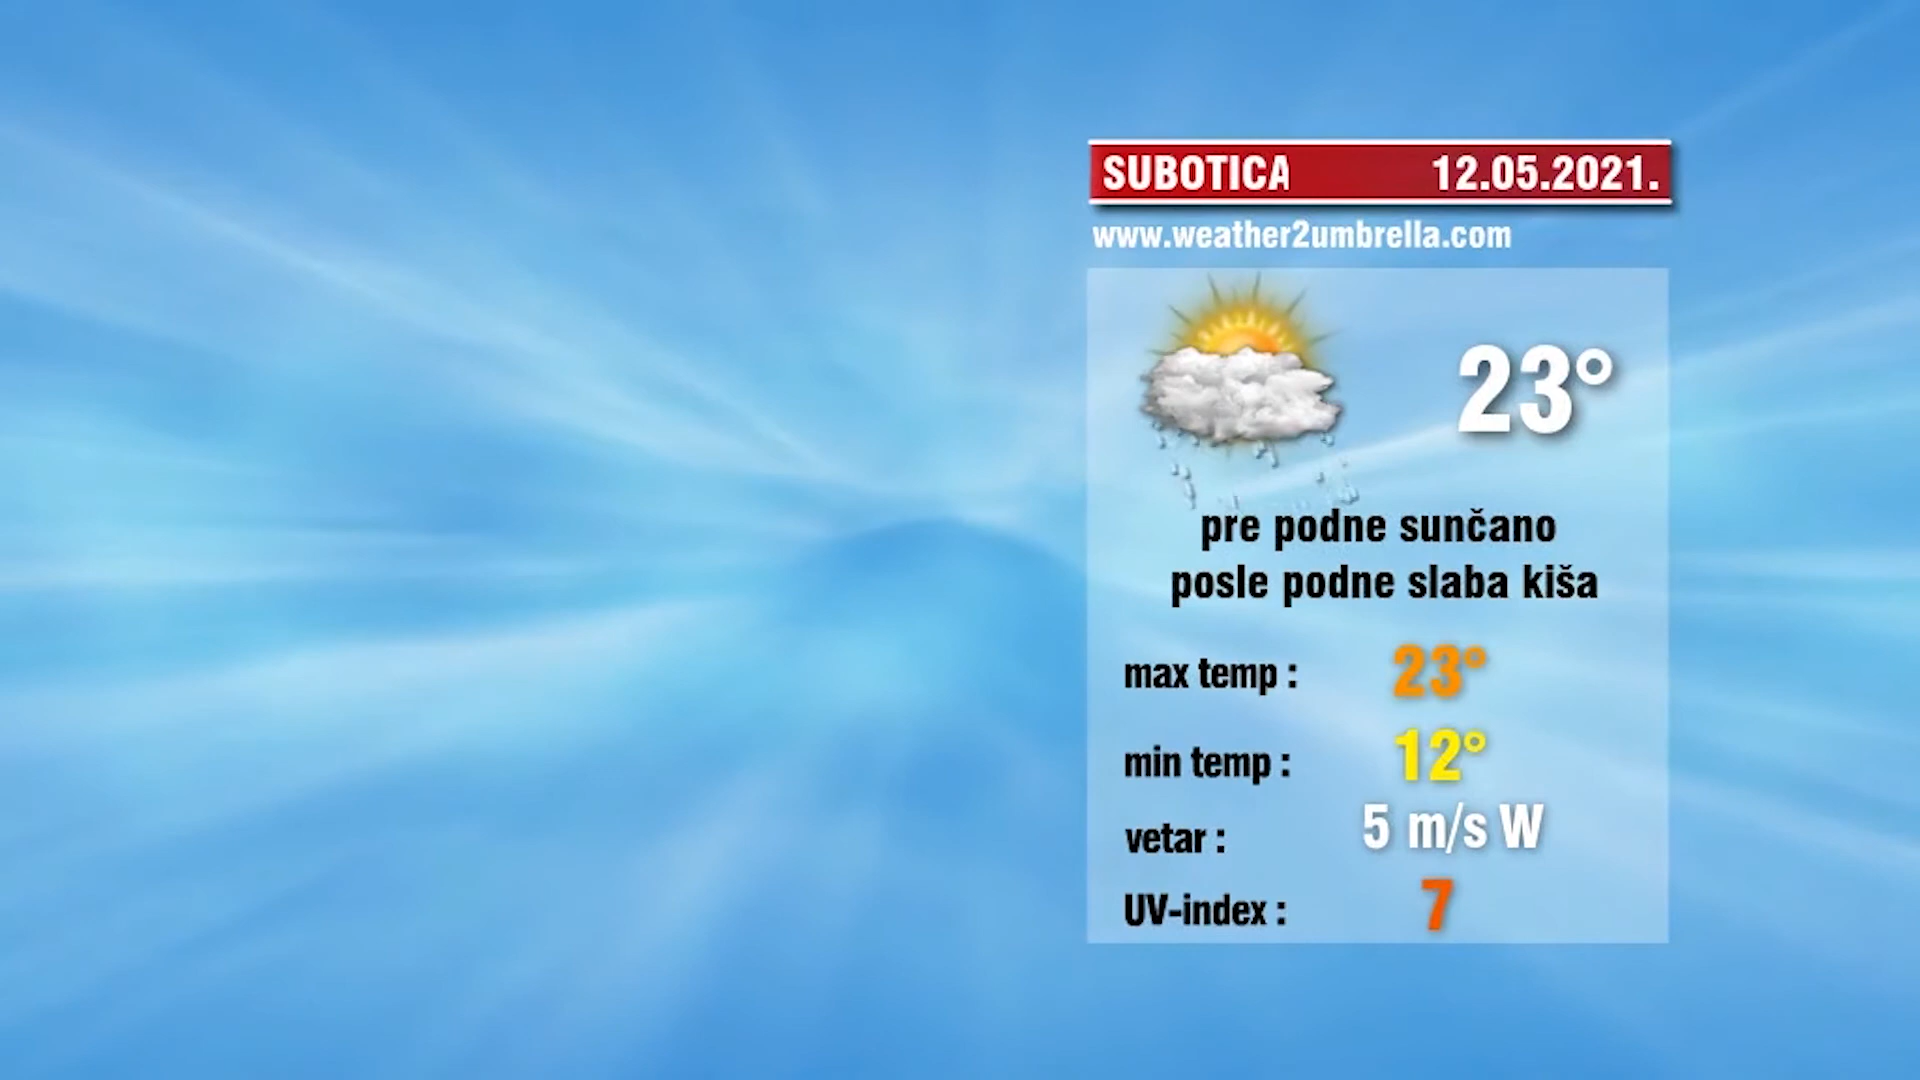 SUBOTICA 12.05.2021.
www.weather2umbrella.com
23°
pre podne sunčano
posle podne slaba kiša
max temp : 23°
min temp : 12°
vetar : 5 m/s W
UV-index : 7